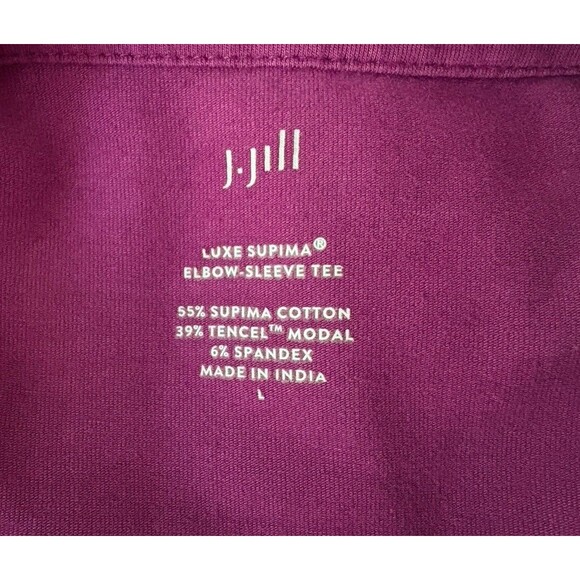 J.Jill
LUXE SUPIMA®
ELBOW-SLEEVE TEE
55% SUPIMA COTTON
39% TENCEL™ MODAL
6% SPANDEX
MADE IN INDIA
L